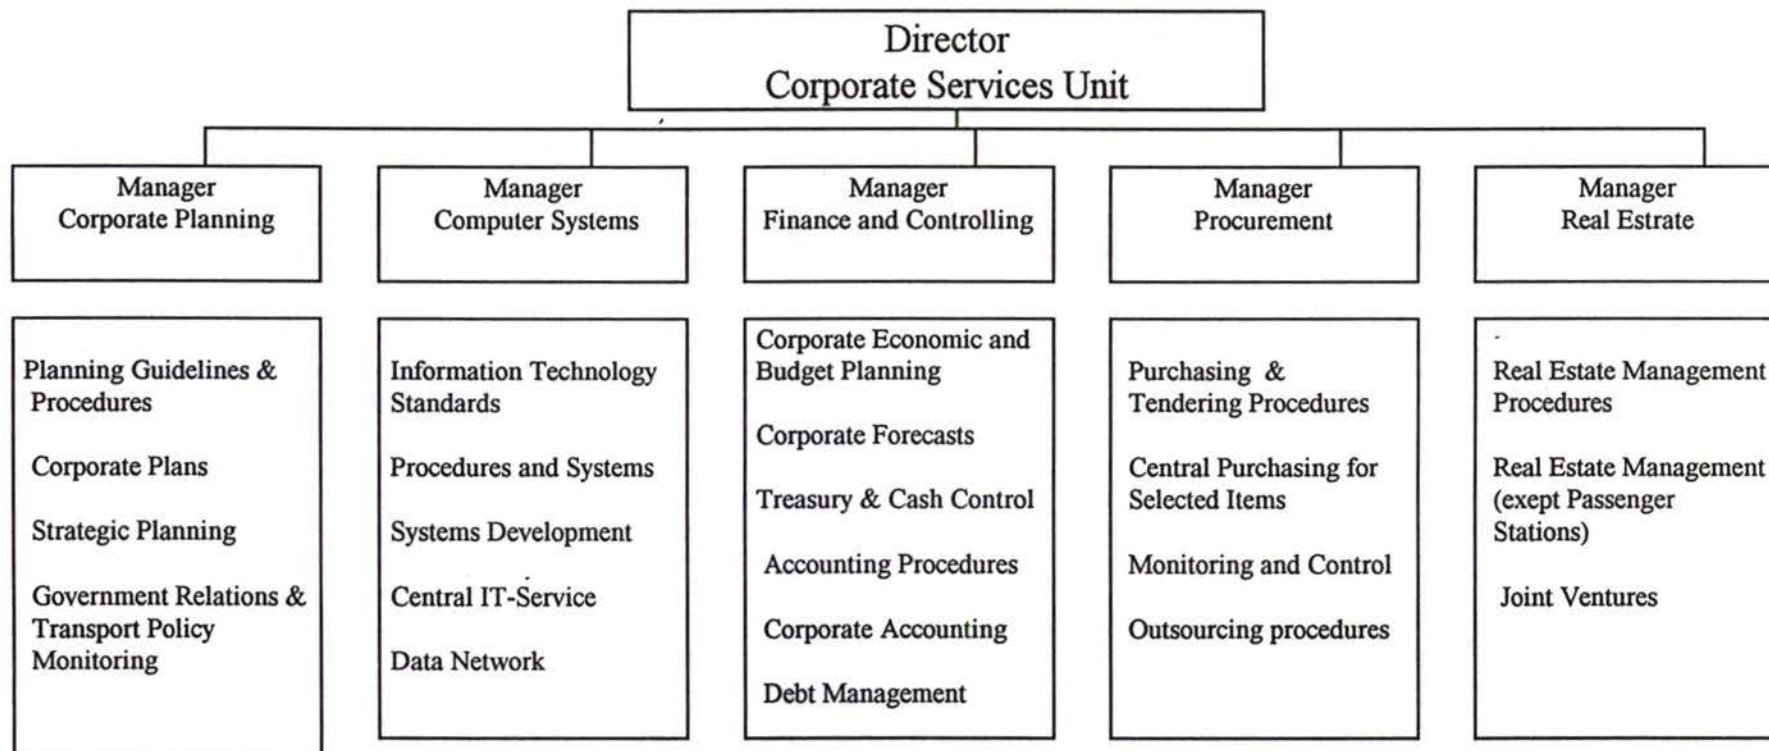 Director
Corporate Services Unit
Manager
Corporate Planning
Manager
Computer Systems
Manager
Finance and Controlling
Manager
Procurement
Manager
Real Estrate
Planning Guidelines &
Procedures
Corporate Plans
Strategic Planning
Government Relations &
Transport Policy
Monitoring
Information Technology
Standards
Procedures and Systems
Systems Development
Central IT-Service
Data Network
Corporate Economic and
Budget Planning
Corporate Forecasts
Treasury & Cash Control
Accounting Procedures
Corporate Accounting
Debt Management
Purchasing &
Tendering Procedures
Central Purchasing for
Selected Items
Monitoring and Control
Outsourcing procedures
Real Estate Management
Procedures
Real Estate Management
(exept Passenger
Stations)
Joint Ventures